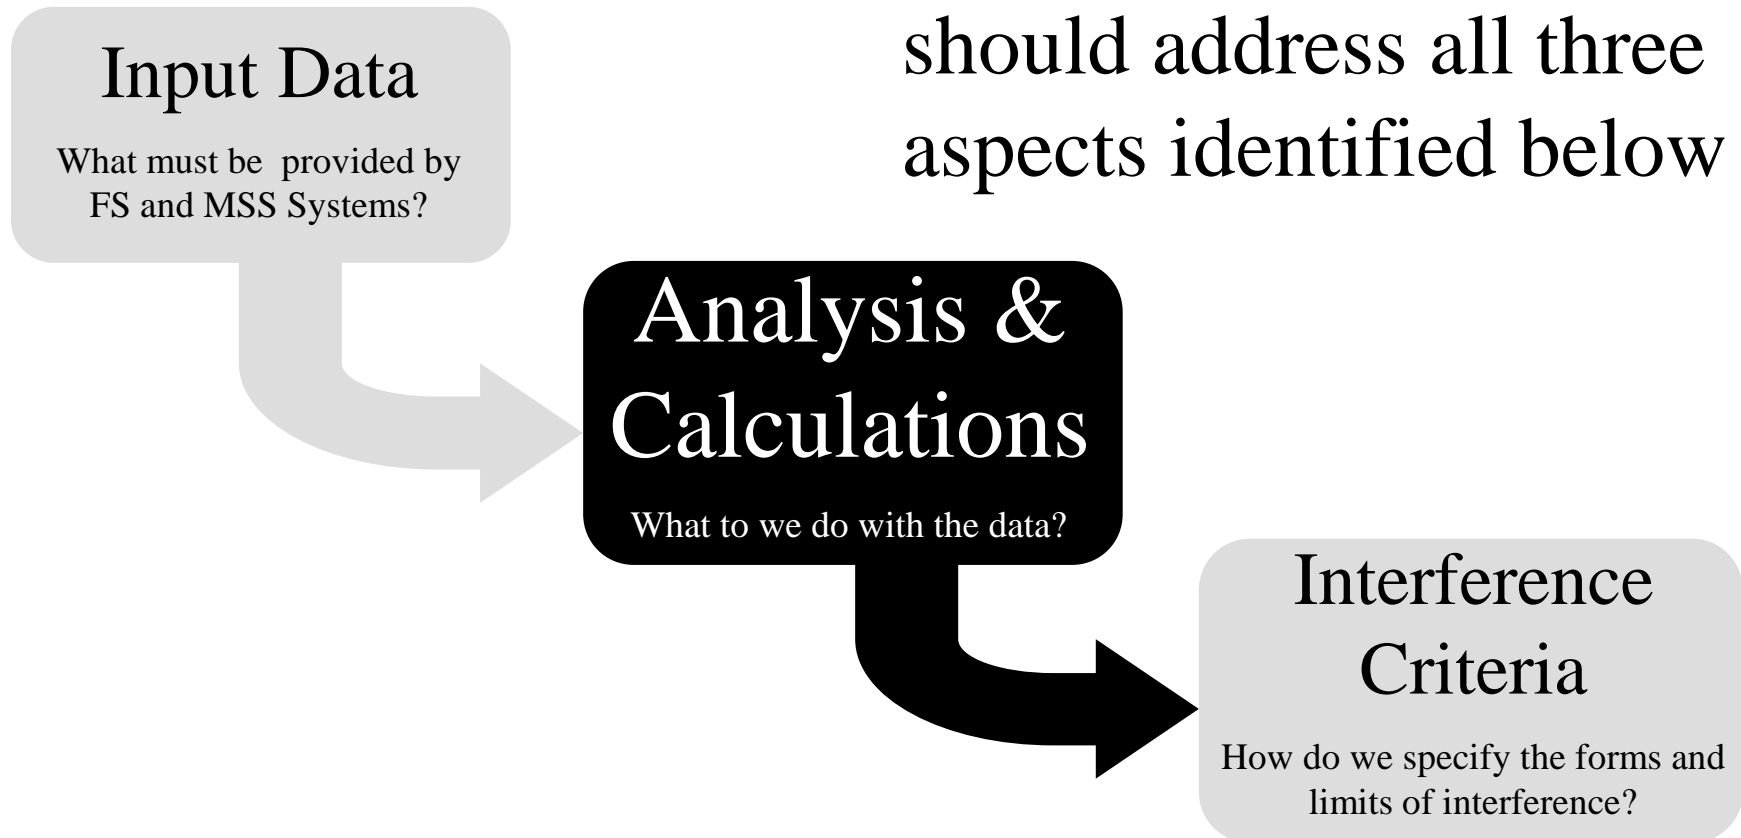 should address all three
aspects identified below
Input Data
What must be  provided by
FS and MSS Systems?
Analysis &
Calculations
What to we do with the data?
Interference
Criteria
How do we specify the forms and
limits of interference?